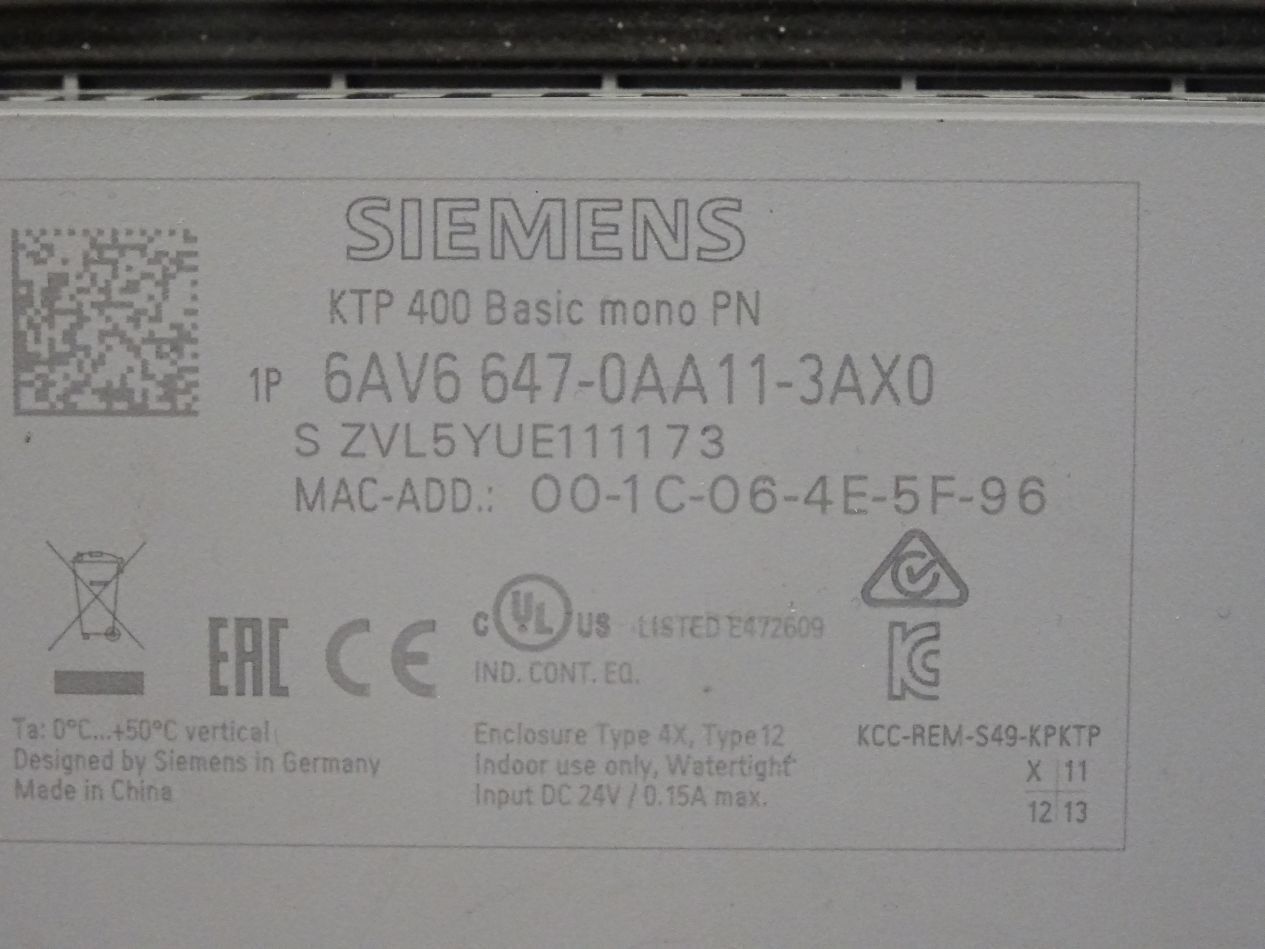 SIEMENS
KTP 400 Basic mono PN
1P 6AV6 647-0AA11-3AX0
S ZVL5YUE111173
MAC-ADD.: 00-1C-06-4E-5F-96
EAC CE
C UL US LISTED E472609
IND. CONT. EQ.
Ta: 0°C...+50°C vertical
Designed by Siemens in Germany
Made in China
Enclosure Type 4X, Type 12
Indoor use only, Watertight
Input DC 24V / 0.15A max.
KCC-REM-S49-KPKTP
X 11
12 13